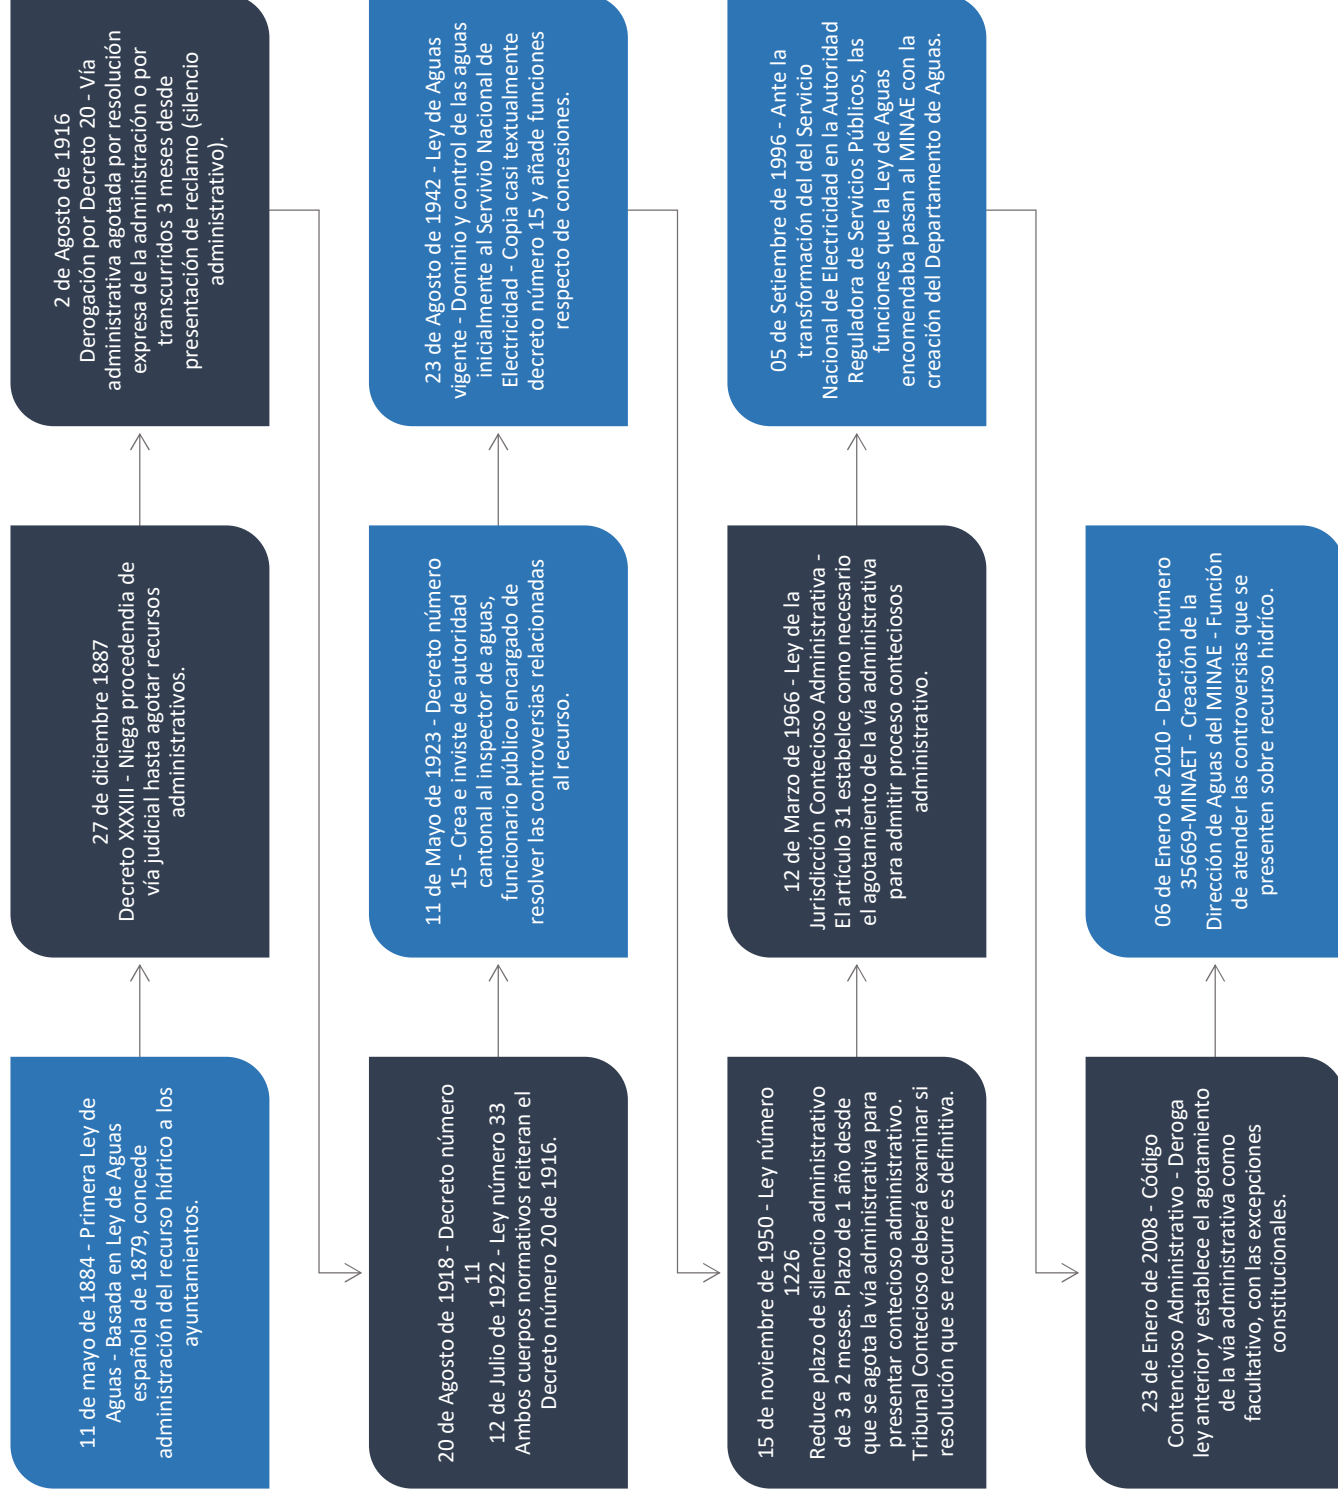 11 de mayo de 1884 - Primera Ley de
Aguas - Basada en Ley de Aguas
española de 1879, concede
administración del recurso hídrico a los
ayuntamientos.
27 de diciembre 1887
Decreto XXXIII - Niega procedendia de
vía judicial hasta agotar recursos
administrativos.
2 de Agosto de 1916
Derogación por Decreto 20 - Vía
administrativa agotada por resolución
expresa de la administración o por
transcurridos 3 meses desde
presentación de reclamo (silencio
administrativo).
20 de Agosto de 1918 - Decreto número
11
12 de Julio de 1922 - Ley número 33
Ambos cuerpos normativos reiteran el
Decreto número 20 de 1916.
11 de Mayo de 1923 - Decreto número
15 - Crea e inviste de autoridad
cantonal al inspector de aguas,
funcionario público encargado de
resolver las controversias relacionadas
al recurso.
23 de Agosto de 1942 - Ley de Aguas
vigente - Dominio y control de las aguas
inicialmente al Servivio Nacional de
Electricidad - Copia casi textualmente
decreto número 15 y añade funciones
respecto de concesiones.
15 de noviembre de 1950 - Ley número
1226
Reduce plazo de silencio administrativo
de 3 a 2 meses. Plazo de 1 año desde
que se agota la vía administrativa para
presentar contecioso administrativo.
Tribunal Contecioso deberá examinar si
resolución que se recurre es definitiva.
12 de Marzo de 1966 - Ley de la
Jurisdicción Contecioso Administrativa -
El artículo 31 estabelce como necesario
el agotamiento de la vía administrativa
para admitir proceso conteciosos
administrativo.
05 de Setiembre de 1996 - Ante la
transformación del del Servicio
Nacional de Electricidad en la Autoridad
Reguladora de Servicios Públicos, las
funciones que la Ley de Aguas
encomendaba pasan al MINAE con la
creación del Departamento de Aguas.
23 de Enero de 2008 - Código
Contencioso Administrativo - Deroga
ley anterior y establece el agotamiento
de la vía administrativa como
facultativo, con las excepciones
constitucionales.
06 de Enero de 2010 - Decreto número
35669-MINAET - Creación de la
Dirección de Aguas del MINAE - Función
de atender las controversias que se
presenten sobre recurso hidríco.